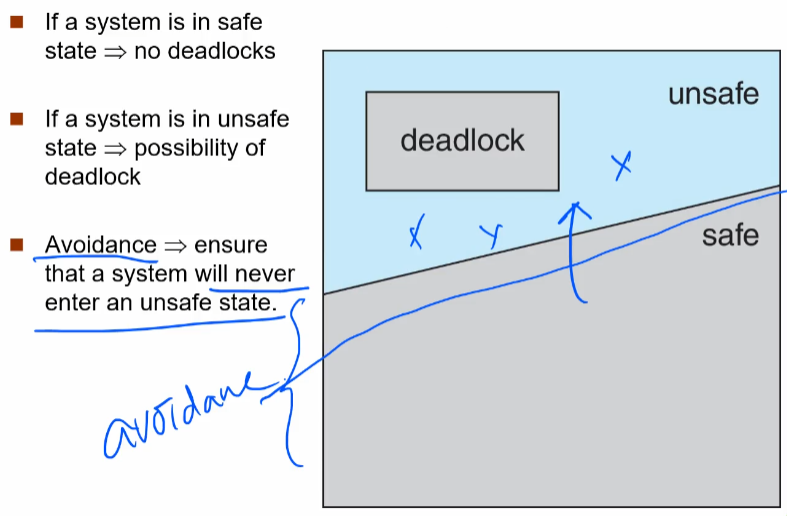 If a system is in safe
state ⇒ no deadlocks
If a system is in unsafe
state ⇒ possibility of
deadlock
Avoidance ⇒ ensure
that a system will never
enter an unsafe state.
unsafe
deadlock
x
x
y
safe
avoidane